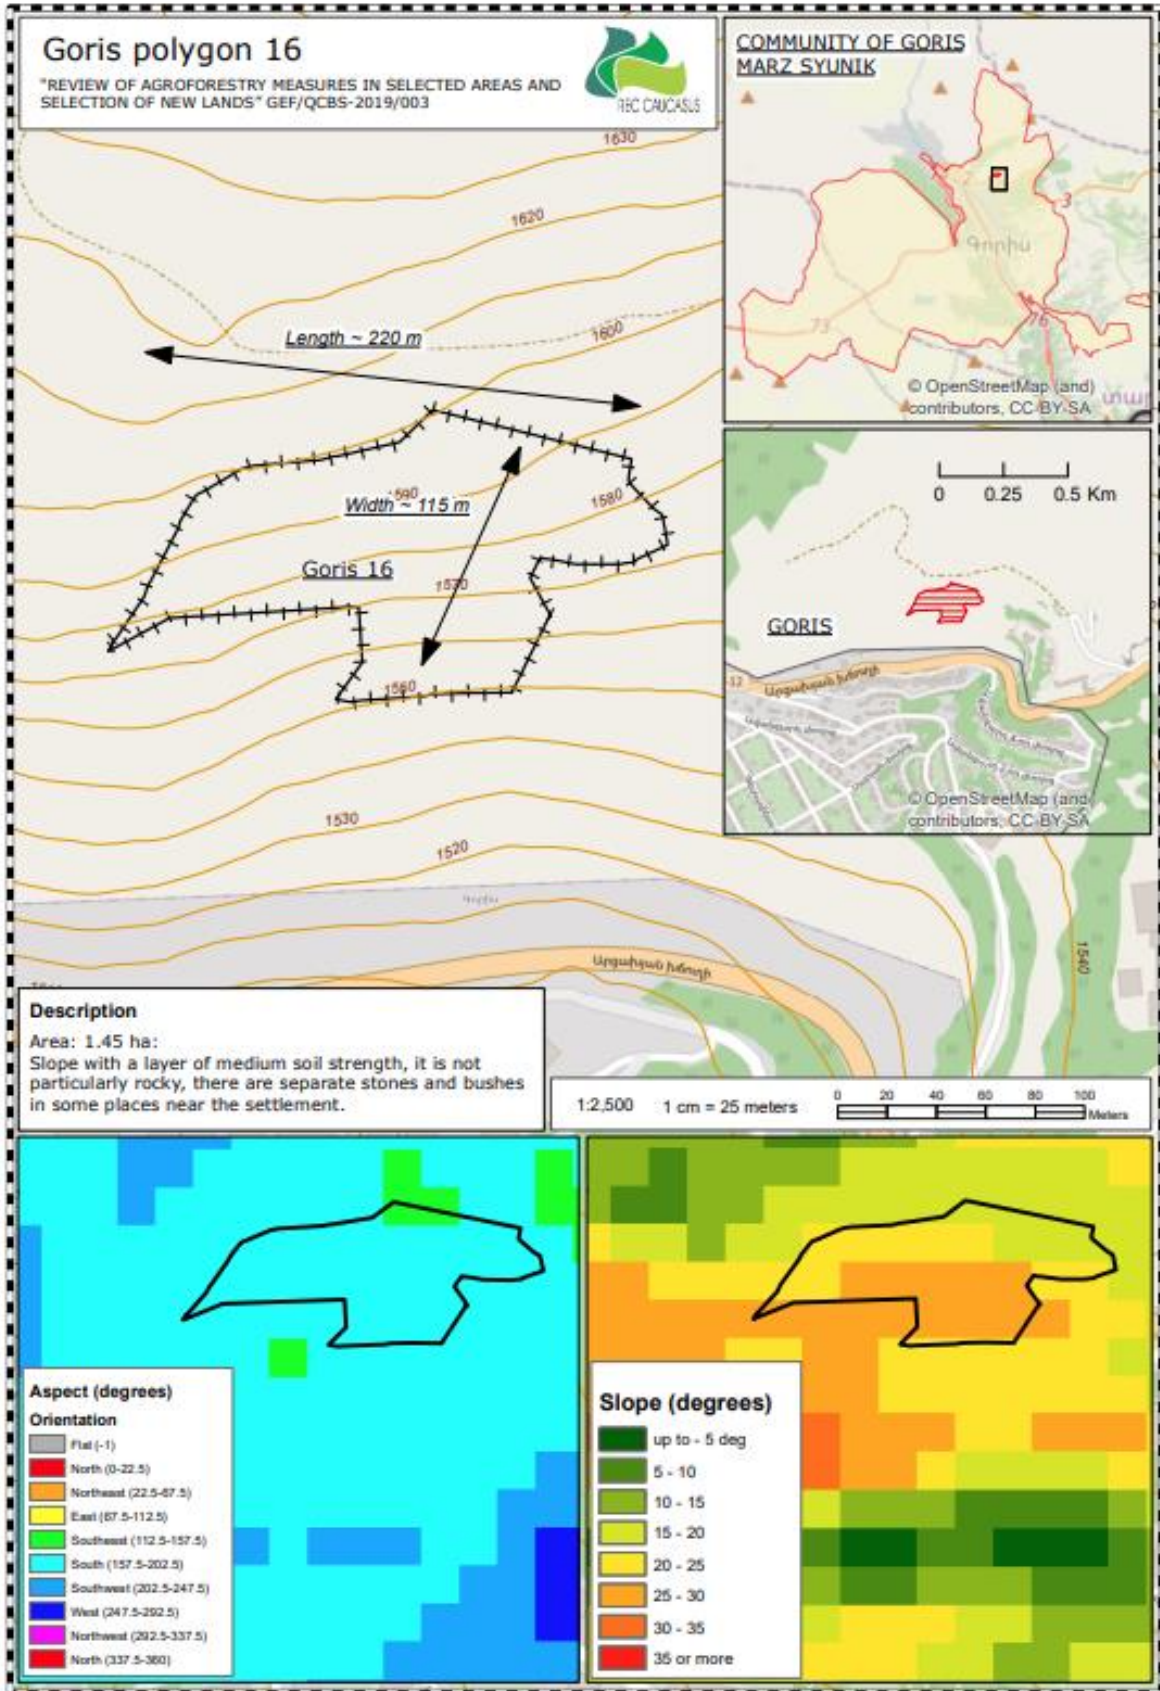 Goris polygon 16
"REVIEW OF AGROFORESTRY MEASURES IN SELECTED AREAS AND
SELECTION OF NEW LANDS" GEF/QCBS-2019/003
REC CAUCASUS
COMMUNITY OF GORIS
MARZ SYUNIK
3
Գորիս
73
76
© OpenStreetMap (and)
contributors, CC-BY-SA
1630
1620
1600
Length ~ 220 m
1590
1580
Width ~ 115 m
Goris 16
1570
1560
1530
1520
1540
Գորիս
Արցախյան խճուղի
0 0.25 0.5 Km
GORIS
12
Արցախյան խճուղի
© OpenStreetMap (and)
contributors, CC-BY-SA
Description
Area: 1.45 ha:
Slope with a layer of medium soil strength, it is not
particularly rocky, there are separate stones and bushes
in some places near the settlement.
1:2,500 1 cm = 25 meters
0 20 40 60 80 100
Meters
Aspect (degrees)
Orientation
Flat (-1)
North (0-22.5)
Northeast (22.5-67.5)
East (67.5-112.5)
Southeast (112.5-157.5)
South (157.5-202.5)
Southwest (202.5-247.5)
West (247.5-292.5)
Northwest (292.5-337.5)
North (337.5-360)
Slope (degrees)
up to - 5 deg
5 - 10
10 - 15
15 - 20
20 - 25
25 - 30
30 - 35
35 or more